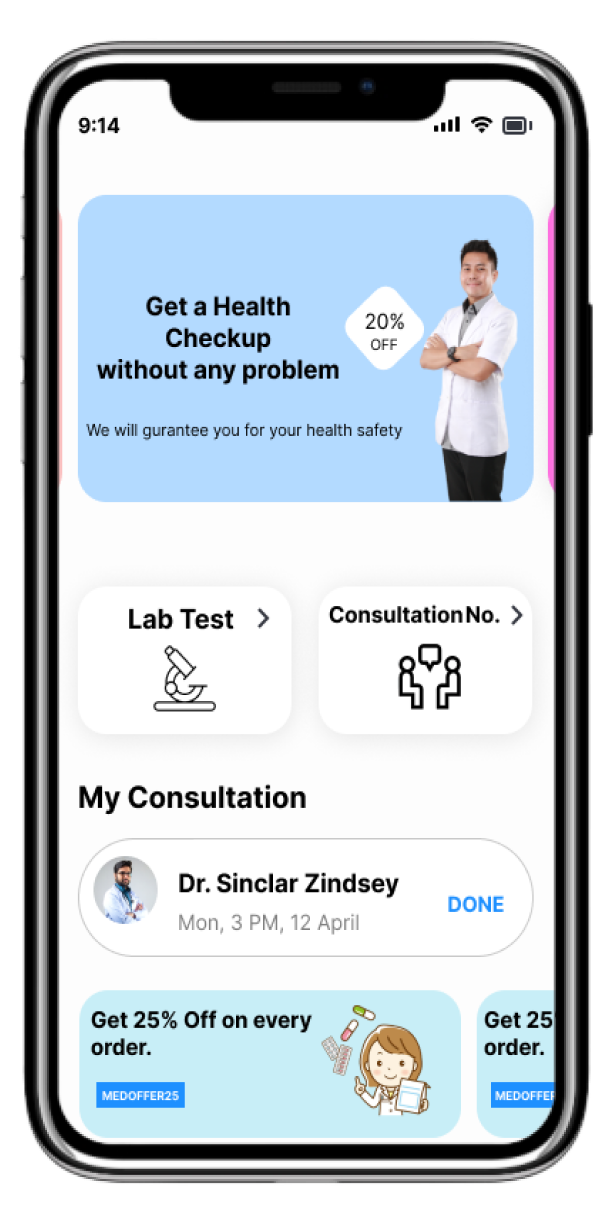 9:14
Get a Health
Checkup
without any problem
20%
OFF
We will gurantee you for your health safety
Lab Test
Consultation No.
My Consultation
Dr. Sinclar Zindsey
Mon, 3 PM, 12 April
DONE
Get 25% Off on every
order.
MEDOFFER25
Get 25
order.
MEDOFFER